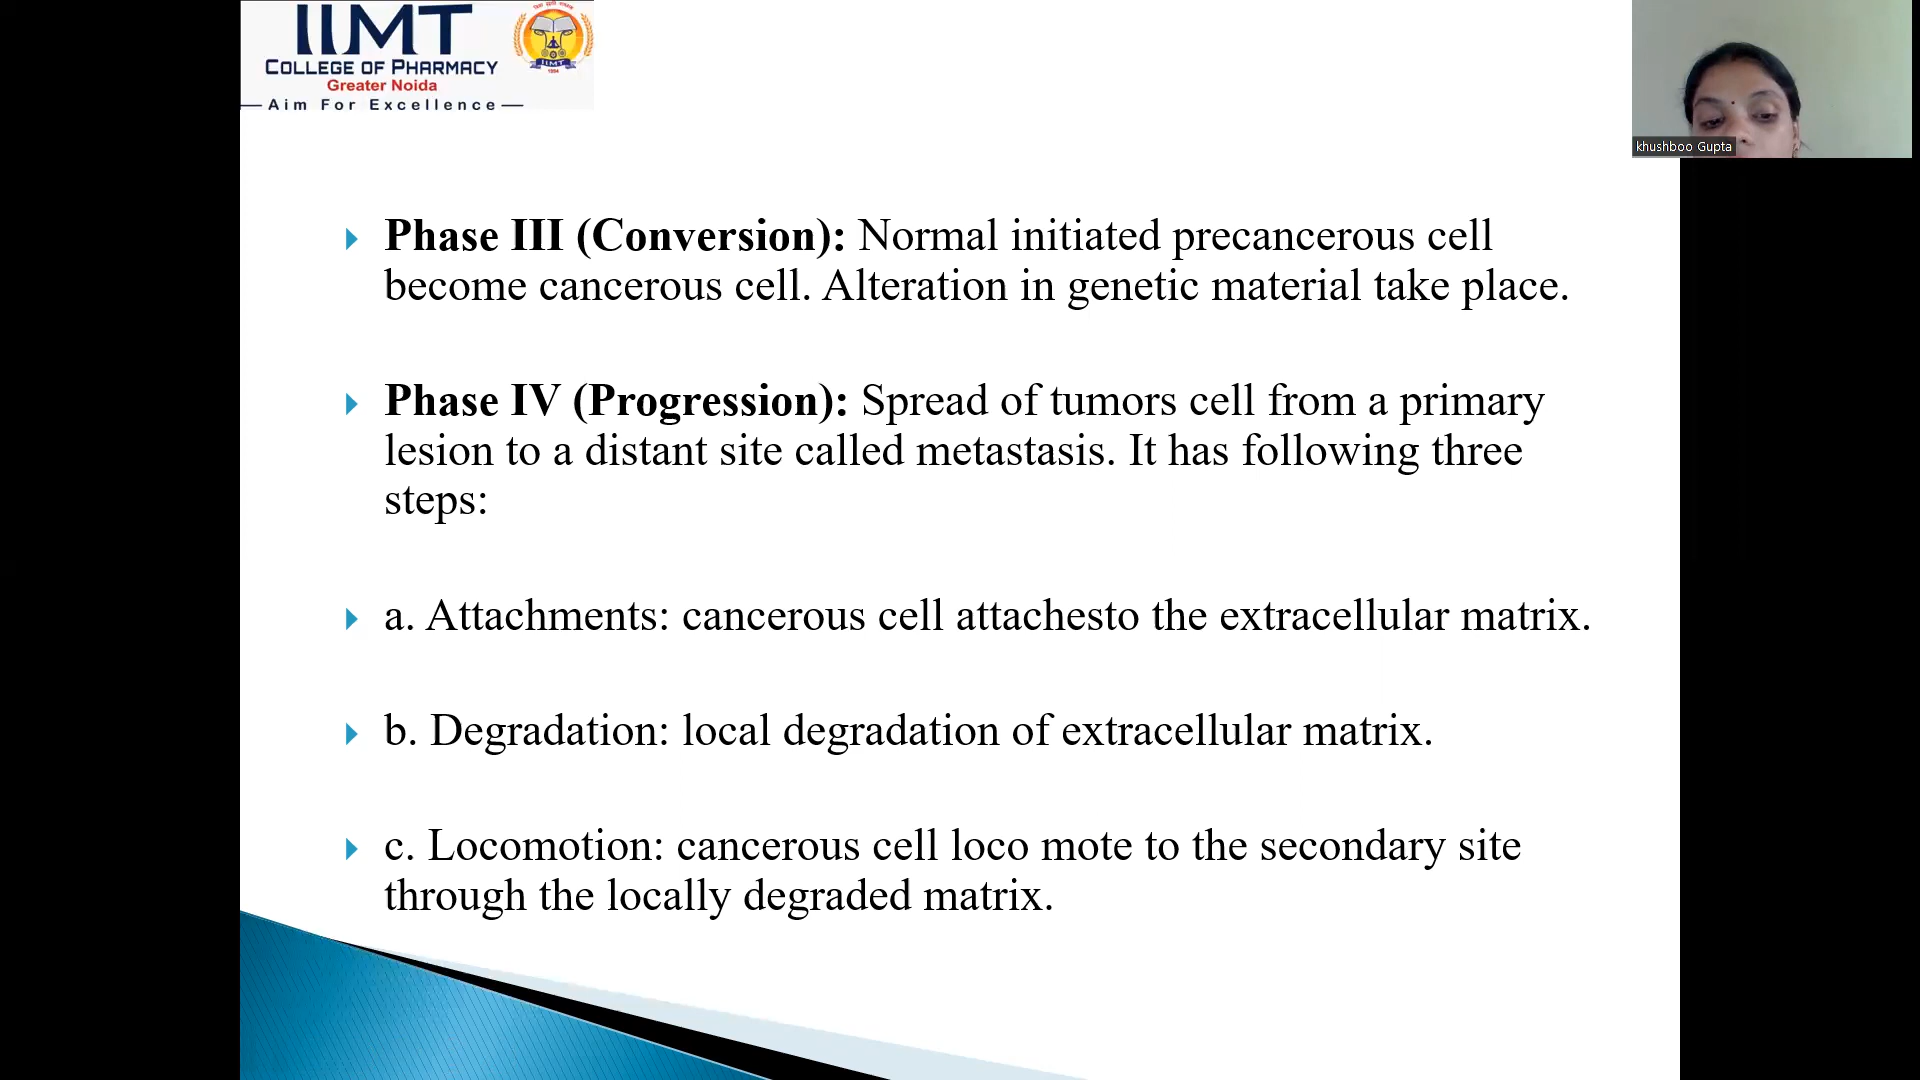 IIMT
COLLEGE OF PHARMACY
Greater Noida
Aim For Excellence
IIMT
khushboo Gupta
Phase III (Conversion): Normal initiated precancerous cell
become cancerous cell. Alteration in genetic material take place.
Phase IV (Progression): Spread of tumors cell from a primary
lesion to a distant site called metastasis. It has following three
steps:
a. Attachments: cancerous cell attachesto the extracellular matrix.
b. Degradation: local degradation of extracellular matrix.
c. Locomotion: cancerous cell loco mote to the secondary site
through the locally degraded matrix.